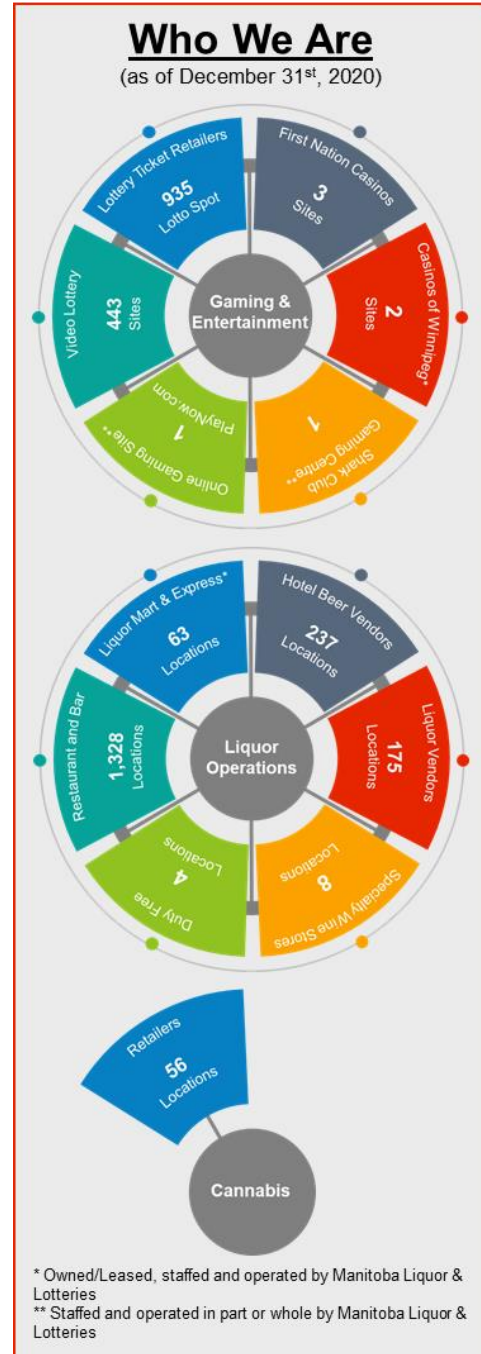 Who We Are
(as of December 31st, 2020)
Lottery Ticket Retailers
935
Lotto Spot
First Nation Casinos
3
Sites
Casinos of Winnipeg*
2
Sites
Shark Club
Gaming Centre**
1
Online Gaming Site**
PlayNow.com
1
Video Lottery
443
Sites
Gaming &
Entertainment
Liquor Mart & Express*
63
Locations
Hotel Beer Vendors
237
Locations
Liquor Vendors
175
Locations
Specialty Wine Stores
8
Locations
Duty Free
4
Locations
Restaurant and Bar
1,328
Locations
Liquor
Operations
Retailers
56
Locations
Cannabis
* Owned/Leased, staffed and operated by Manitoba Liquor &
Lotteries
** Staffed and operated in part or whole by Manitoba Liquor &
Lotteries